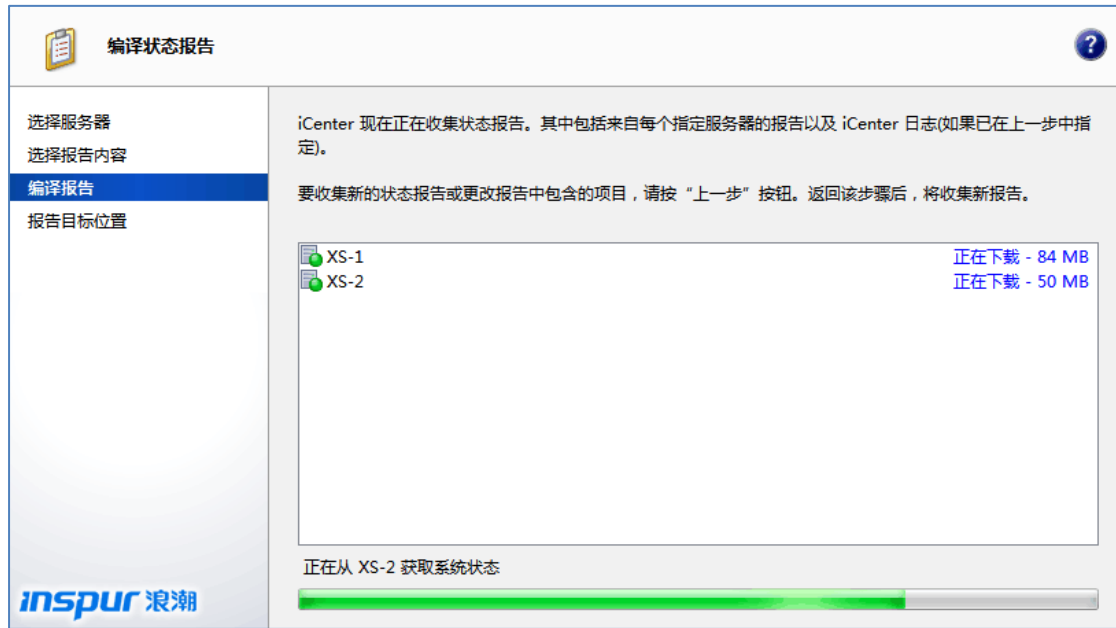 编译状态报告
?
选择服务器
选择报告内容
编译报告
报告目标位置
iCenter 现在正在收集状态报告。其中包括来自每个指定服务器的报告以及 iCenter 日志(如果已在上一步中指
定)。
要收集新的状态报告或更改报告中包含的项目，请按“上一步”按钮。返回该步骤后，将收集新报告。
XS-1 正在下载 - 84 MB
XS-2 正在下载 - 50 MB
正在从 XS-2 获取系统状态
inspur 浪潮